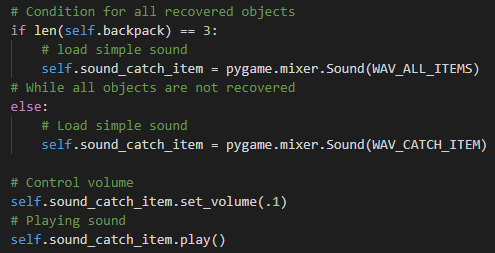 # Condition for all recovered objects
if len(self.backpack) == 3:
    # load simple sound
    self.sound_catch_item = pygame.mixer.Sound(WAV_ALL_ITEMS)
# While all objects are not recovered
else:
    # Load simple sound
    self.sound_catch_item = pygame.mixer.Sound(WAV_CATCH_ITEM)

# Control volume
self.sound_catch_item.set_volume(.1)
# Playing sound
self.sound_catch_item.play()